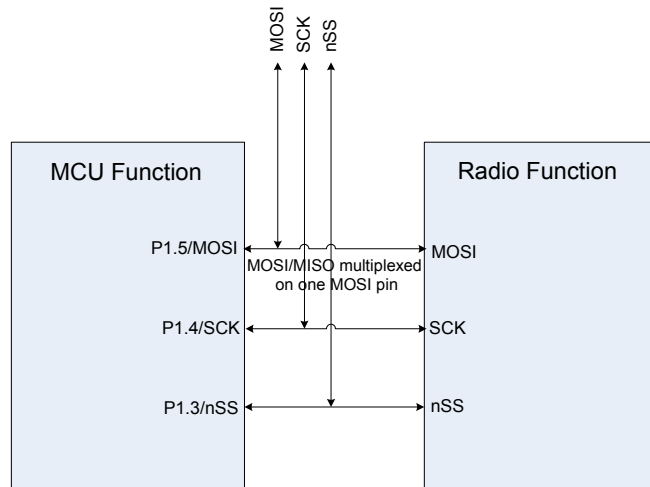 MOSI
SCK
nSS
MCU Function
Radio Function
P1.5/MOSI
MOSI
MOSI/MISO multiplexed
on one MOSI pin
P1.4/SCK
SCK
P1.3/nSS
nSS